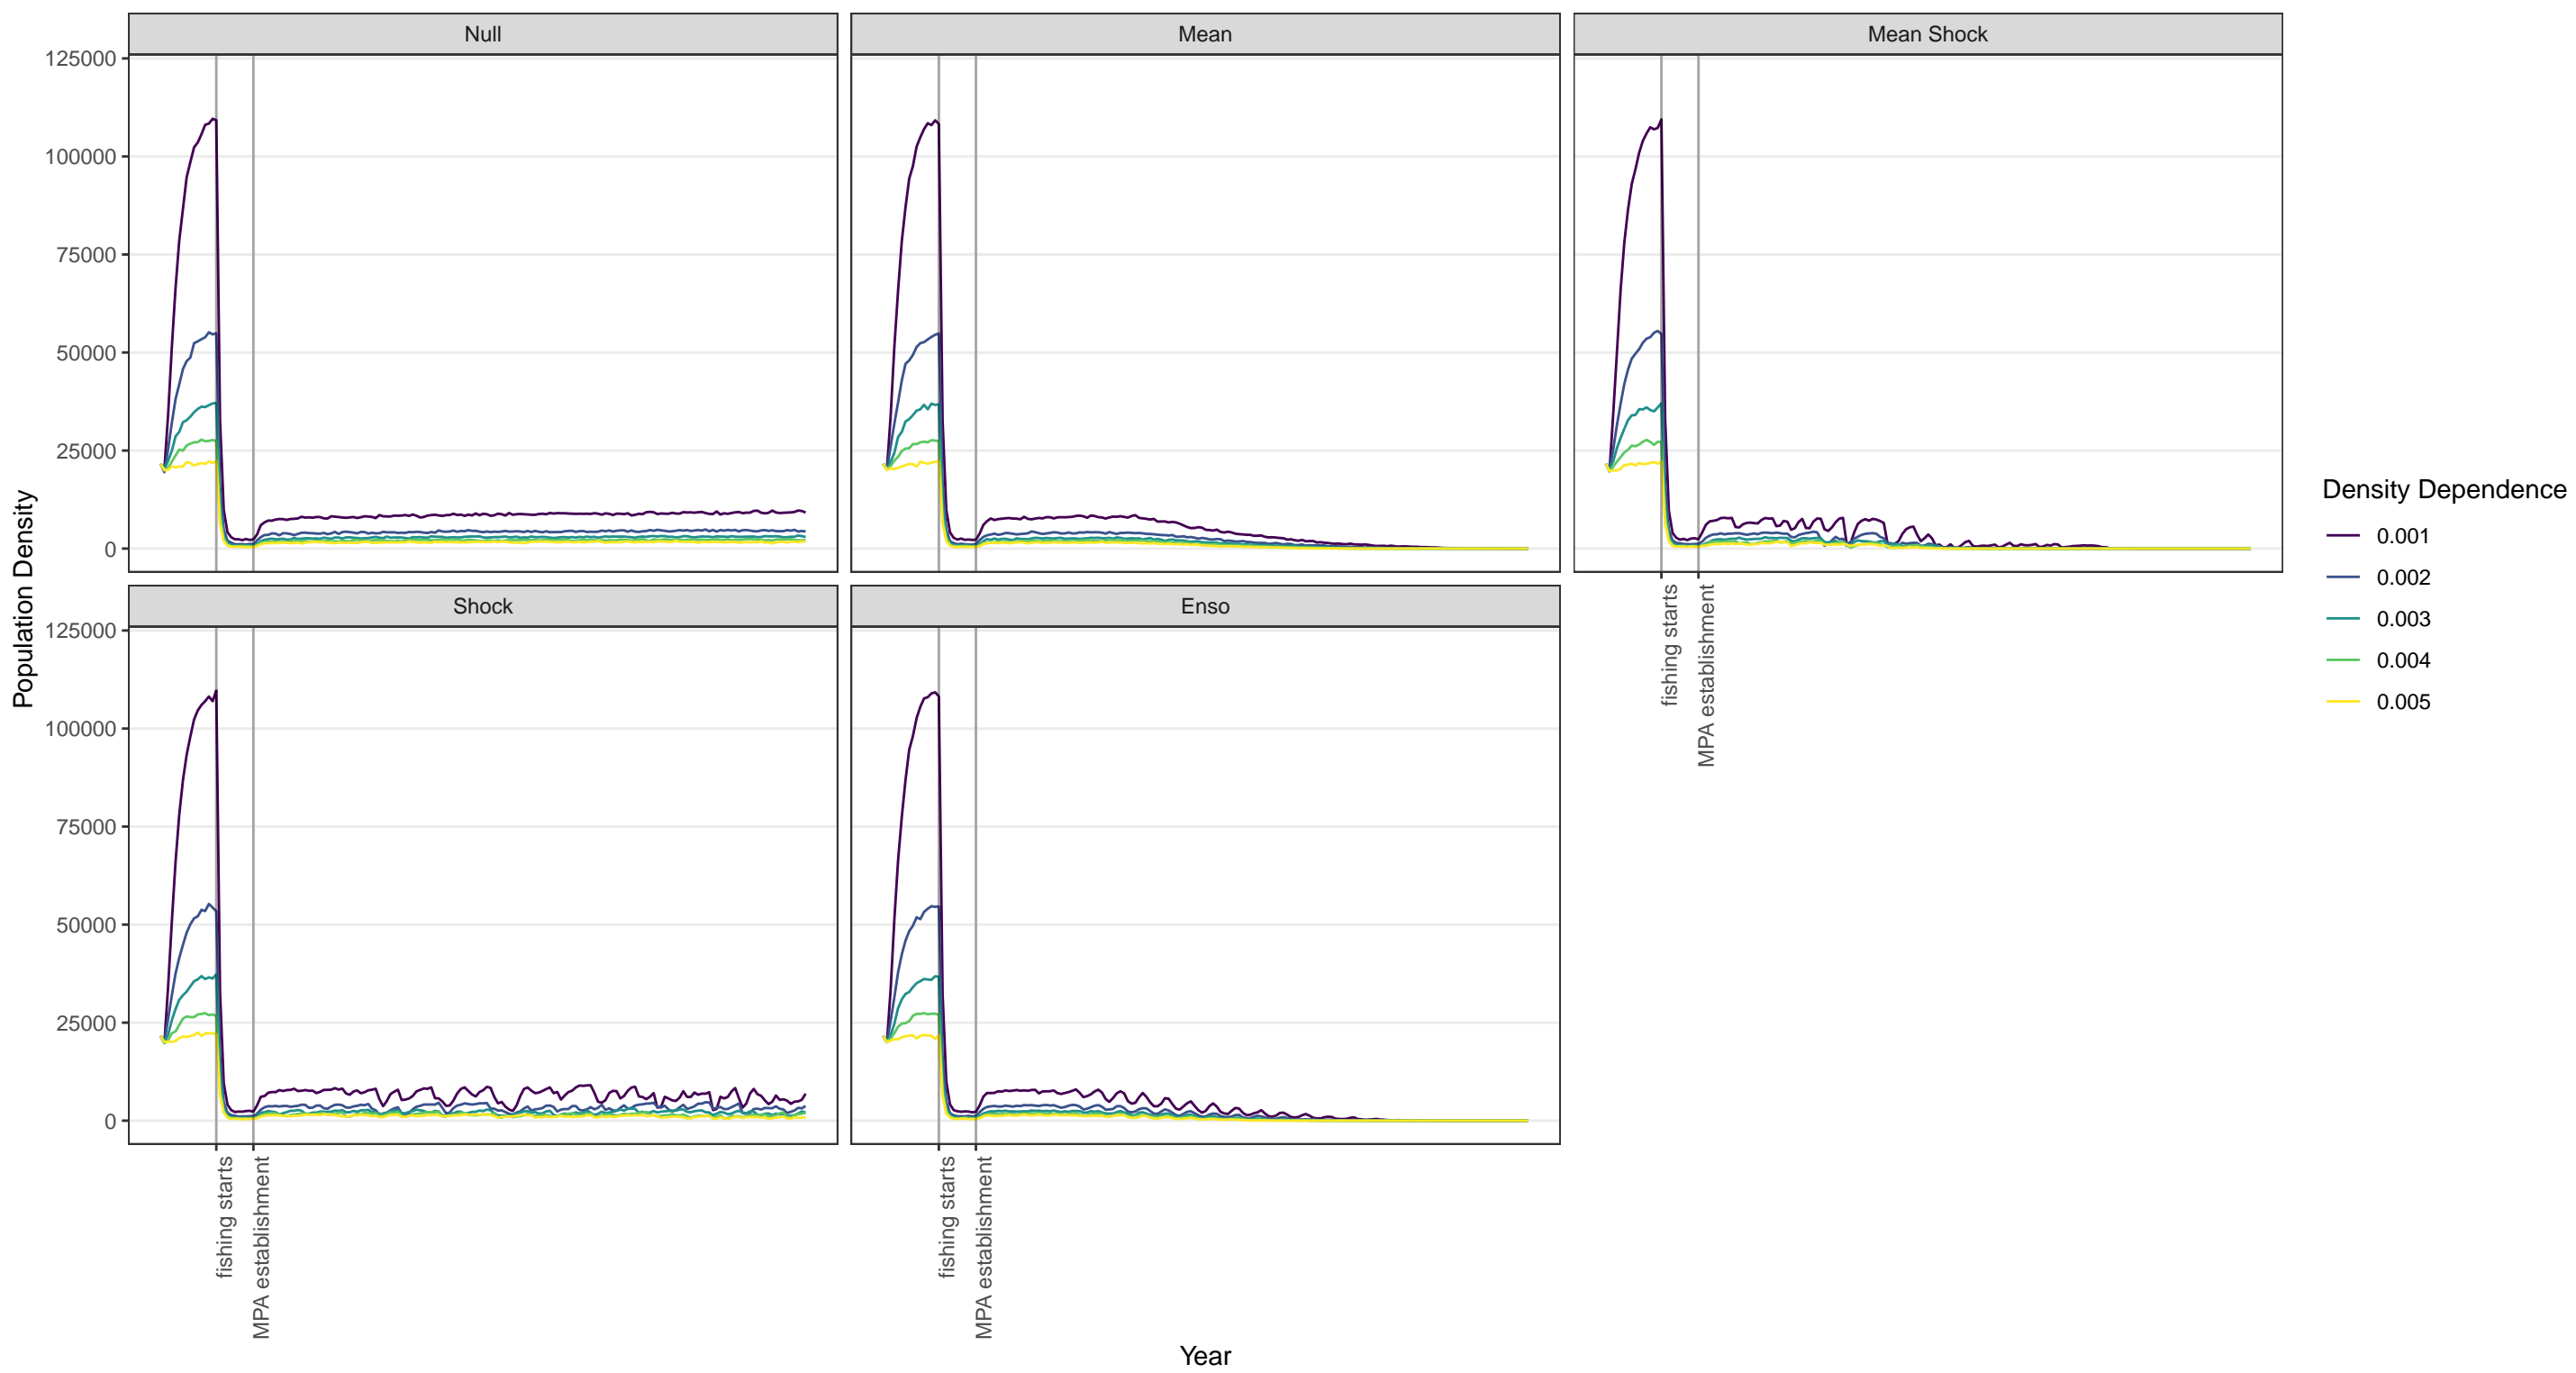 Null
Mean
Mean Shock
125000
100000
75000
50000
25000
0
Shock
Enso
125000
100000
75000
50000
25000
0
fishing starts
MPA establishment
fishing starts
MPA establishment
fishing starts
MPA establishment
Population Density
Year
Density Dependence
0.001
0.002
0.003
0.004
0.005